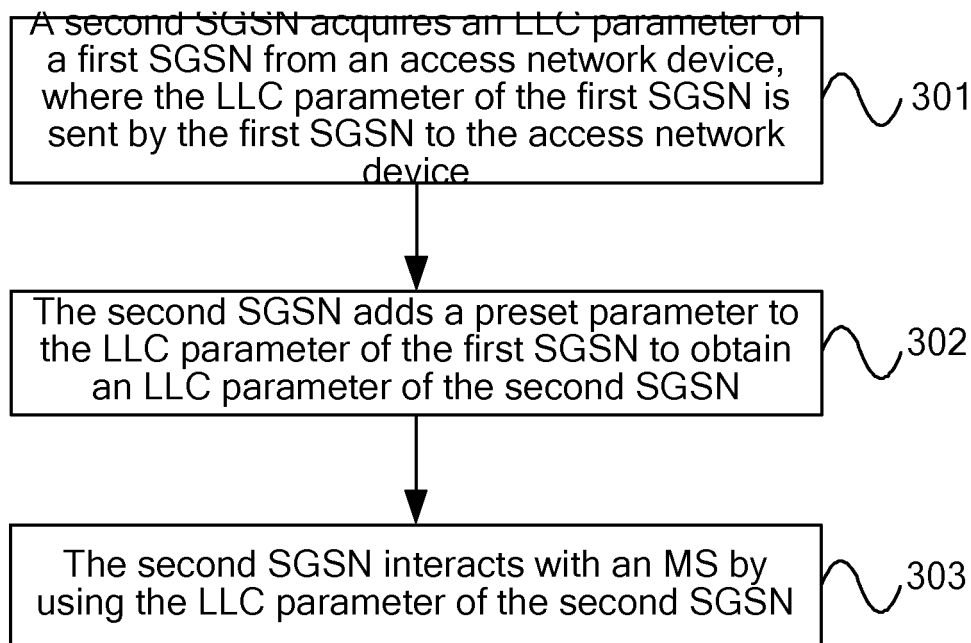 A second SGSN acquires an LLC parameter of
a first SGSN from an access network device,
where the LLC parameter of the first SGSN is
sent by the first SGSN to the access network
device
301
The second SGSN adds a preset parameter to
the LLC parameter of the first SGSN to obtain
an LLC parameter of the second SGSN
302
The second SGSN interacts with an MS by
using the LLC parameter of the second SGSN
303